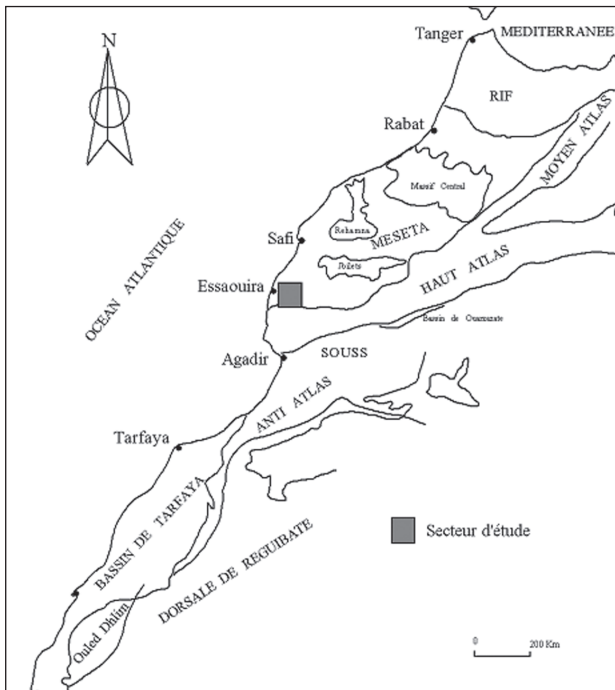 N
Tanger
MEDITERRANEE
RIF
Rabat
MOYEN ATLAS
Massif Central
Rehamna
MESETA
Safi
Jbilets
OCEAN ATLANTIQUE
Essaouira
HAUT ATLAS
Bassin de Ouarzazate
Agadir
SOUSS
ANTI ATLAS
Tarfaya
BASSIN DE TARFAYA
Secteur d'étude
DORSALE DE REGUIBATE
Ouled Dhlim
0 200 Km